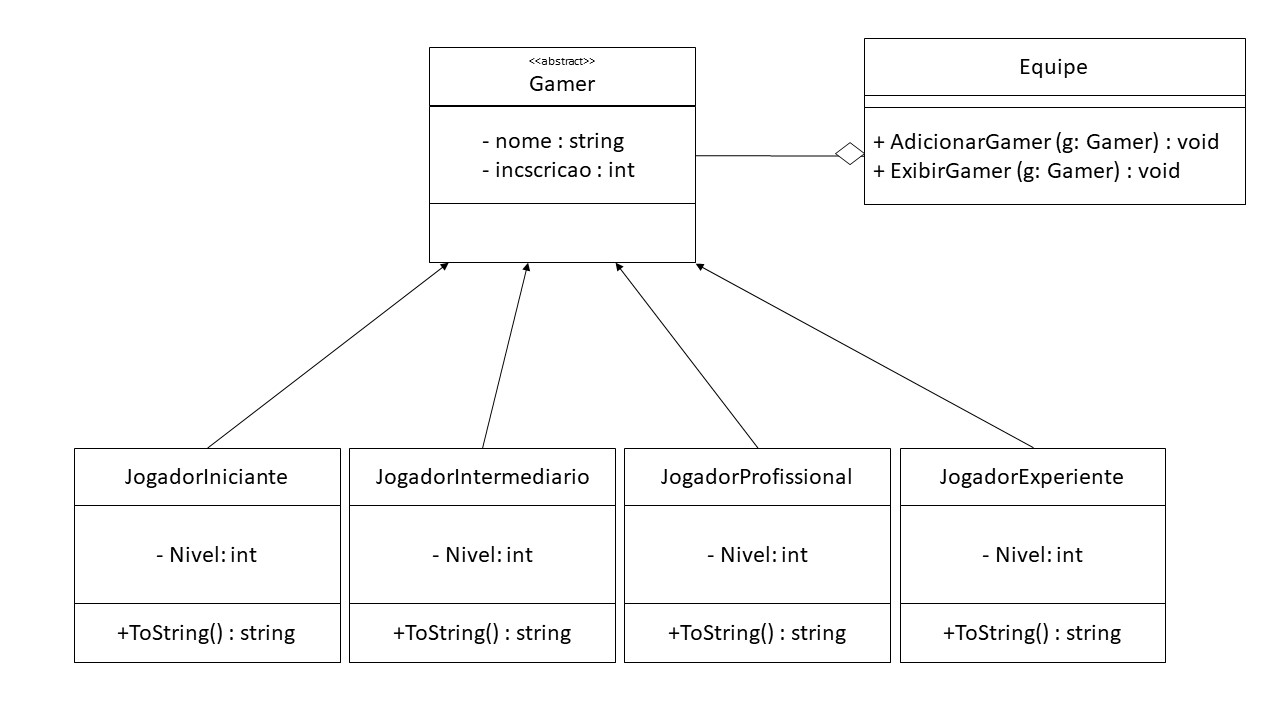 <<abstract>>
Gamer
- nome : string
- incscricao : int
Equipe
+ AdicionarGamer (g: Gamer) : void
+ ExibirGamer (g: Gamer) : void
JogadorIniciante
- Nivel: int
+ToString() : string
JogadorIntermediario
- Nivel: int
+ToString() : string
JogadorProfissional
- Nivel: int
+ToString() : string
JogadorExperiente
- Nivel: int
+ToString() : string